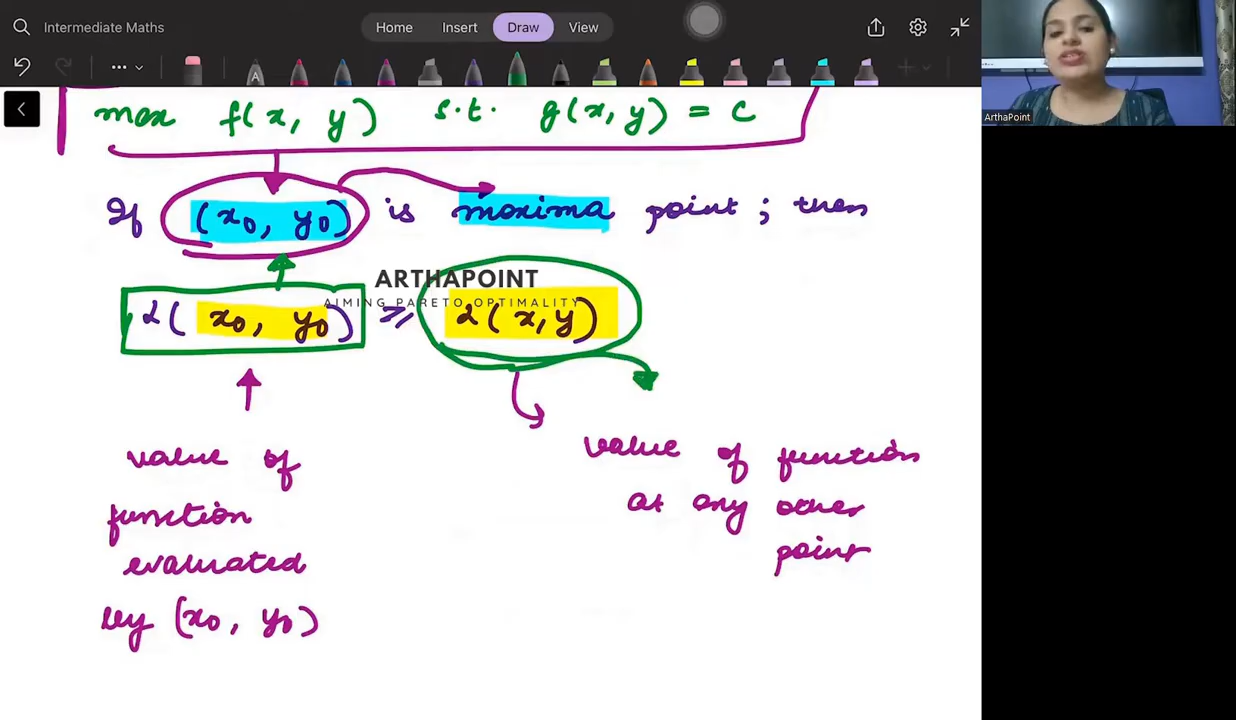 Intermediate Maths
Home Insert Draw View
A
max f(x, y) s.t. g(x,y) = c
ArthaPoint
If (x0, y0) is maxima point ; then
ARTHAPOINT
AIMING PARETO OPTIMALITY
L( x0, y0) ≥ L( x,y)
value of
function
evaluated
by (x0, y0)
value of function
at any other
point